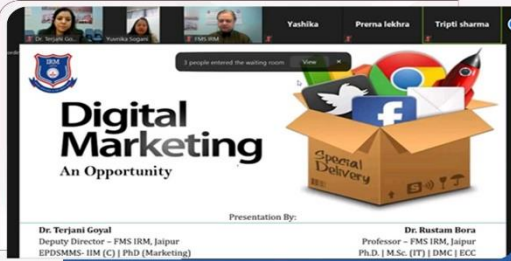 Yashika
Prerna lekhra
Tripti sharma
Dr. Terjani Go...
Yuvnika Sogani
FMS IRM
3 people entered the waiting room
View
IRM
Digital
Marketing
An Opportunity
Special
Delivery
Presentation By:
Dr. Terjani Goyal
Deputy Director – FMS IRM, Jaipur
EPDSMMS- IIM (C) | PhD (Marketing)
Dr. Rustam Bora
Professor – FMS IRM, Jaipur
Ph.D. | M.Sc. (IT) | DMC | ECC